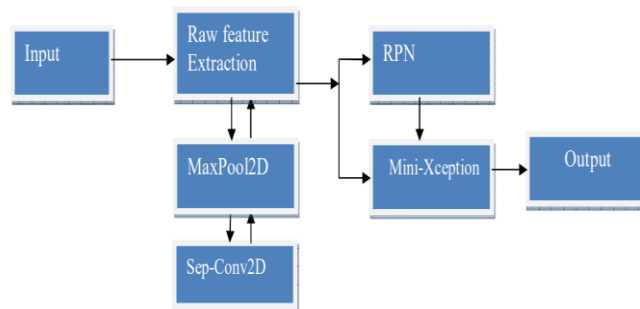 Input
Raw feature
Extraction
RPN
MaxPool2D
Mini-Xception
Output
Sep-Conv2D